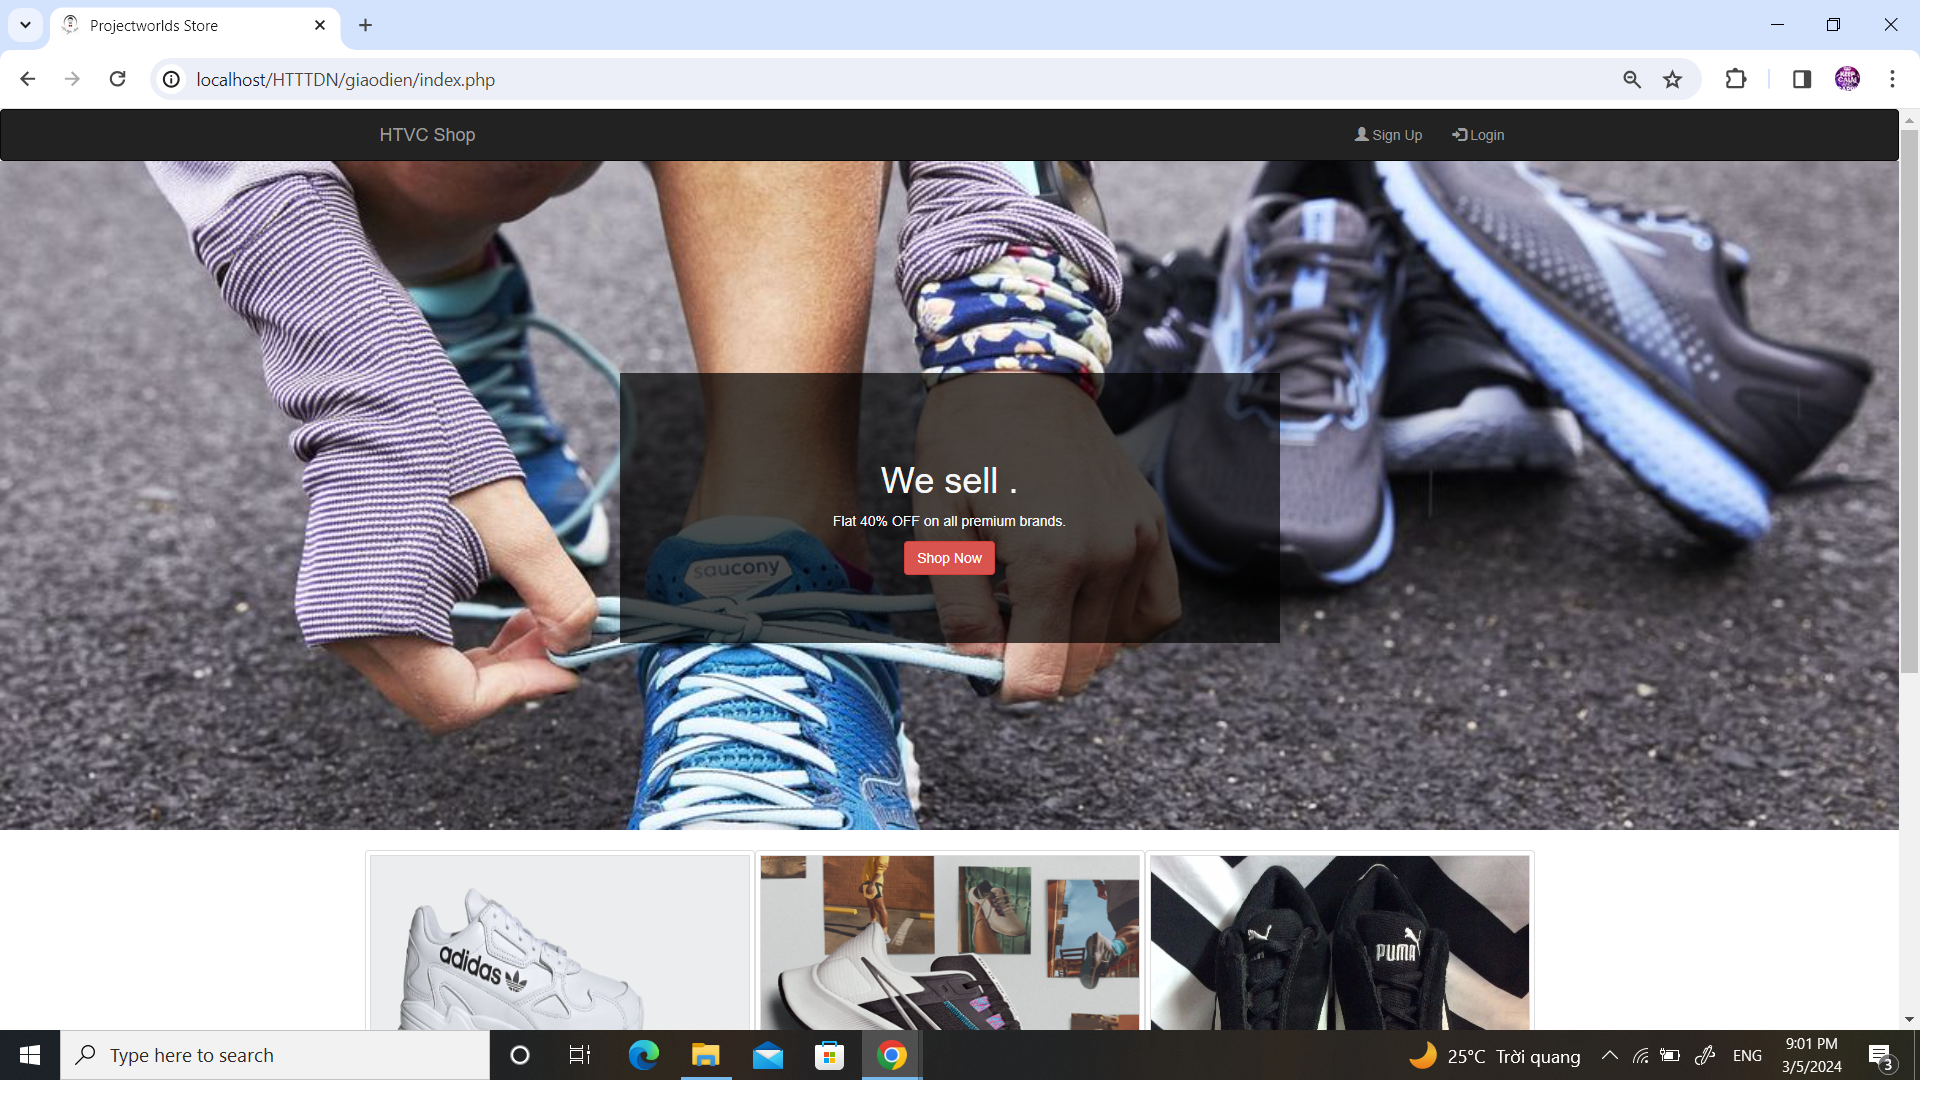 Projectworlds Store
localhost/HTTTDN/giaodien/index.php
KEEP
CALM
HTVC Shop
Sign Up
Login
We sell .
Flat 40% OFF on all premium brands.
Shop Now
saucony
adidas
PUMA
Type here to search
25°C Trời quang
ENG
9:01 PM
3/5/2024
3